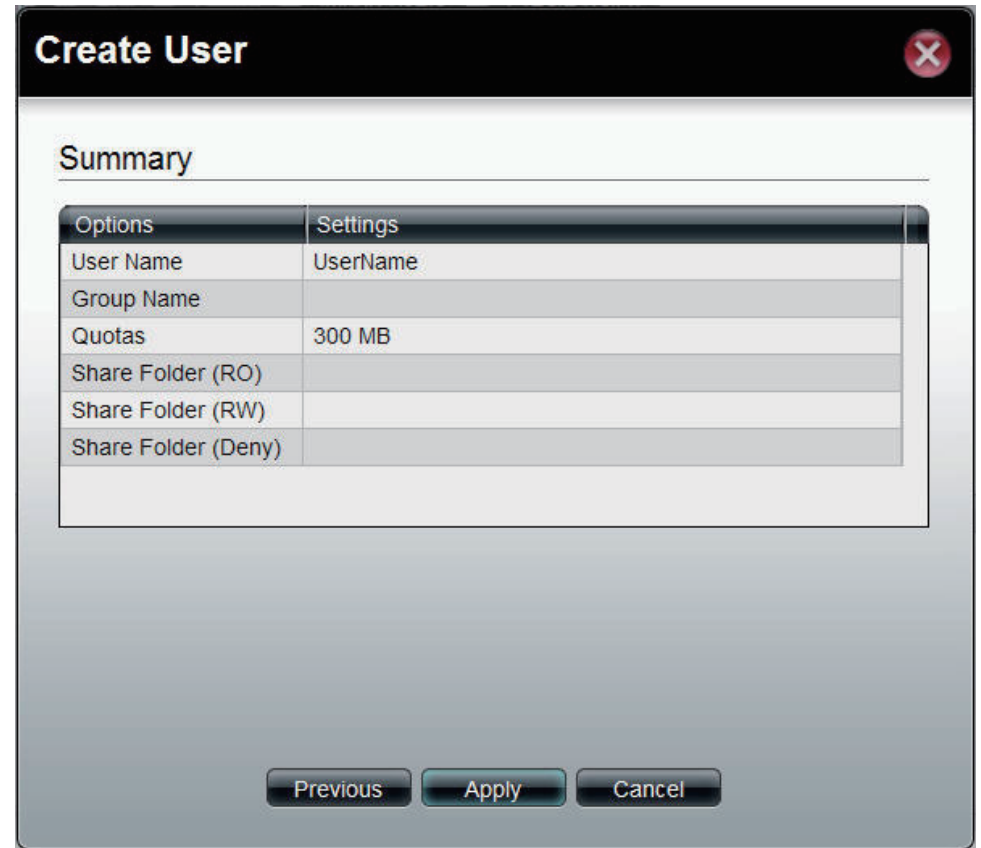 Create User
Summary
Options Settings
User Name UserName
Group Name
Quotas 300 MB
Share Folder (RO)
Share Folder (RW)
Share Folder (Deny)
Previous Apply Cancel